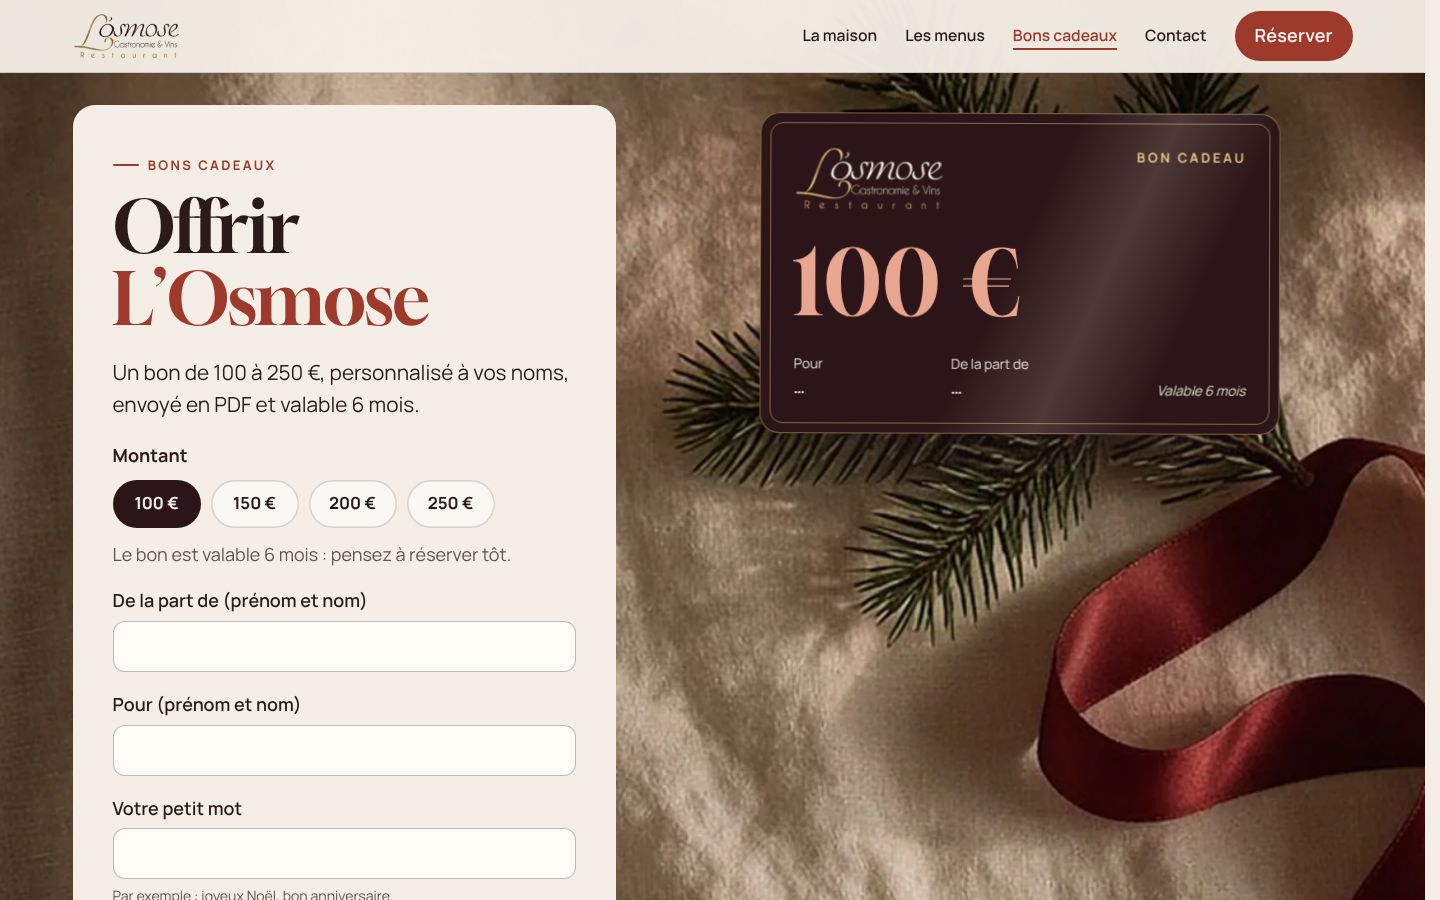 L'osmose
Gastronomie & Vins
Restaurant
La maison
Les menus
Bons cadeaux
Contact
Réserver
BONS CADEAUX
Offrir
L’Osmose
Un bon de 100 à 250 €, personnalisé à vos noms,
envoyé en PDF et valable 6 mois.
Montant
100 €
150 €
200 €
250 €
Le bon est valable 6 mois : pensez à réserver tôt.
De la part de (prénom et nom)
Pour (prénom et nom)
Votre petit mot
Par exemple : joyeux Noël, bon anniversaire.
L'osmose
Gastronomie & Vins
Restaurant
BON CADEAU
100 €
Pour
...
De la part de
...
Valable 6 mois